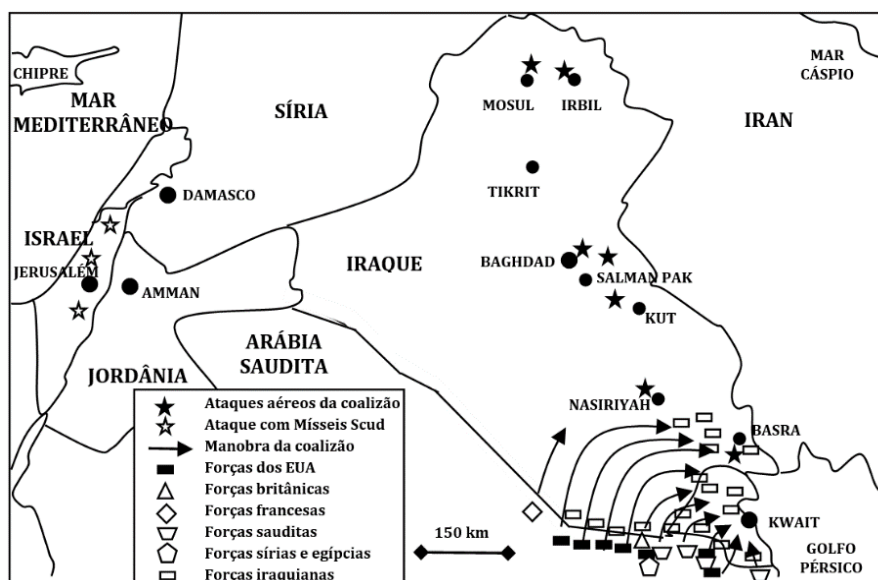 CHIPRE
MAR
MEDITERRÂNEO
SÍRIA
MOSUL
IRBIL
MAR
CÁSPIO
IRAN
TIKRIT
DAMASCO
ISRAEL
JERUSALÉM
AMMAN
IRAQUE
BAGHDAD
SALMAN PAK
KUT
JORDÂNIA
ARÁBIA
SAUDITA
NASIRIYAH
BASRA
KWAIT
GOLFO
PÉRSICO
150 km
Ataques aéreos da coalizão
Ataque com Mísseis Scud
Manobra da coalizão
Forças dos EUA
Forças britânicas
Forças francesas
Forças sauditas
Forças sírias e egípcias
Forças iraquianas